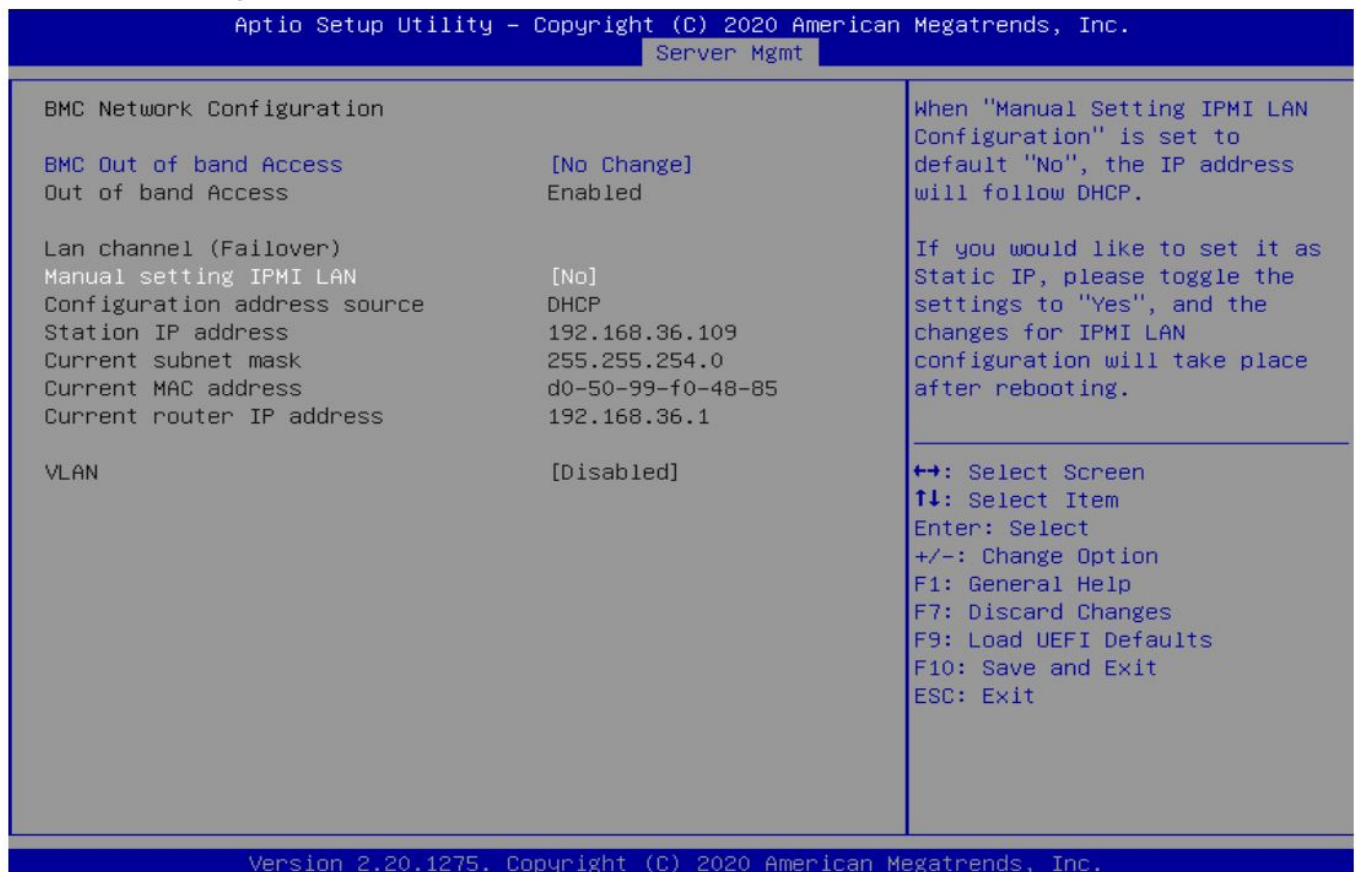 Aptio Setup Utility – Copyright (C) 2020 American Megatrends, Inc.
Server Mgmt
BMC Network Configuration
BMC Out of band Access [No Change]
Out of band Access Enabled
Lan channel (Failover)
Manual setting IPMI LAN [No]
Configuration address source DHCP
Station IP address 192.168.36.109
Current subnet mask 255.255.254.0
Current MAC address d0-50-99-f0-48-85
Current router IP address 192.168.36.1
VLAN [Disabled]
When "Manual Setting IPMI LAN
Configuration" is set to
default "No", the IP address
will follow DHCP.
If you would like to set it as
Static IP, please toggle the
settings to "Yes", and the
changes for IPMI LAN
configuration will take place
after rebooting.
↔: Select Screen
↑↓: Select Item
Enter: Select
+/-: Change Option
F1: General Help
F7: Discard Changes
F9: Load UEFI Defaults
F10: Save and Exit
ESC: Exit
Version 2.20.1275. Copyright (C) 2020 American Megatrends, Inc.